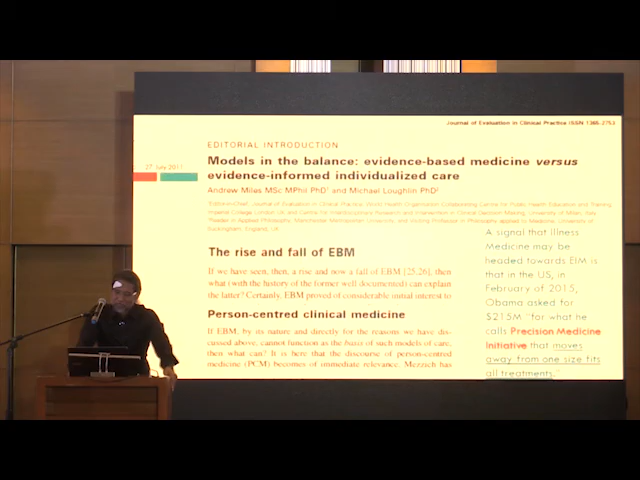 Journal of Evaluation in Clinical Practice ISSN 1365-2753
EDITORIAL INTRODUCTION
27 July 2011
Models in the balance: evidence-based medicine versus
evidence-informed individualized care
Andrew Miles MSc MPhil PhD¹ and Michael Loughlin PhD²
The rise and fall of EBM
If we have seen, then, a rise and now a fall of EBM [25,26], then
what (with the history of the former well documented) can explain
the latter? Certainly, EBM proved of considerable initial interest to
Person-centred clinical medicine
If EBM, by its nature and directly for the reasons we have dis-
cussed above, cannot function as the basis of such models of care,
then what can? It is here that the discourse of person-centred
medicine (PCM) becomes of immediate relevance. Mezzich has
A signal that Illness
Medicine may be
headed towards EIM is
that in the US, in
February of 2015,
Obama asked for
$215M "for what he
calls Precision Medicine
Initiative that moves
away from one size fits
all treatments."